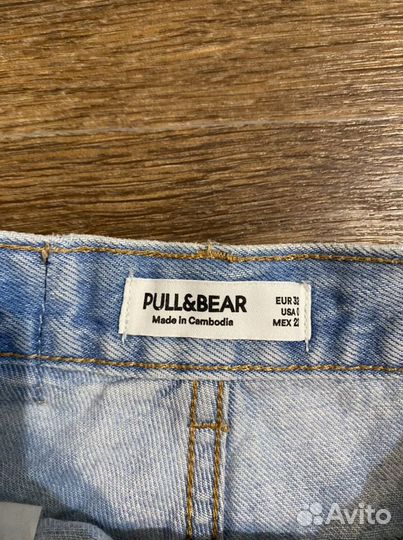 PULL&BEAR
Made in Cambodia
EUR 32
USA 0
MEX 22
Avito